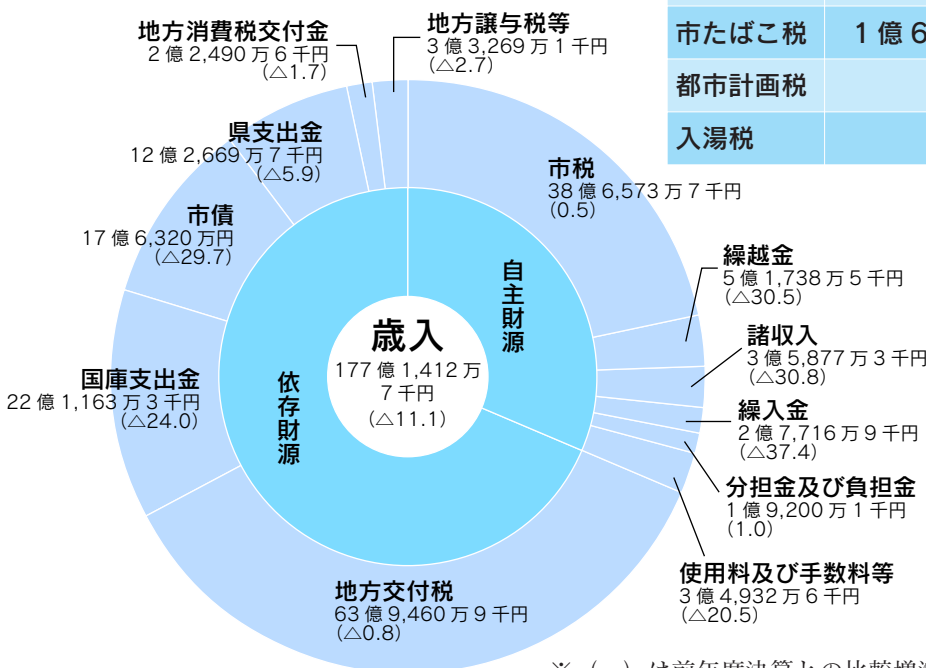 地方消費税交付金
2億2,490万6千円
(△1.7)
地方譲与税等
3億3,269万1千円
(△2.7)
市たばこ税 1億6
都市計画税
入湯税
県支出金
12億2,669万7千円
(△5.9)
市税
38億6,573万7千円
(0.5)
市債
17億6,320万円
(△29.7)
繰越金
5億1,738万5千円
(△30.5)
自主財源
諸収入
3億5,877万3千円
(△30.8)
歳入
177億1,412万
7千円
(△11.1)
依存財源
国庫支出金
22億1,163万3千円
(△24.0)
繰入金
2億7,716万9千円
(△37.4)
分担金及び負担金
1億9,200万1千円
(1.0)
使用料及び手数料等
3億4,932万6千円
(△20.5)
地方交付税
63億9,460万9千円
(△0.8)